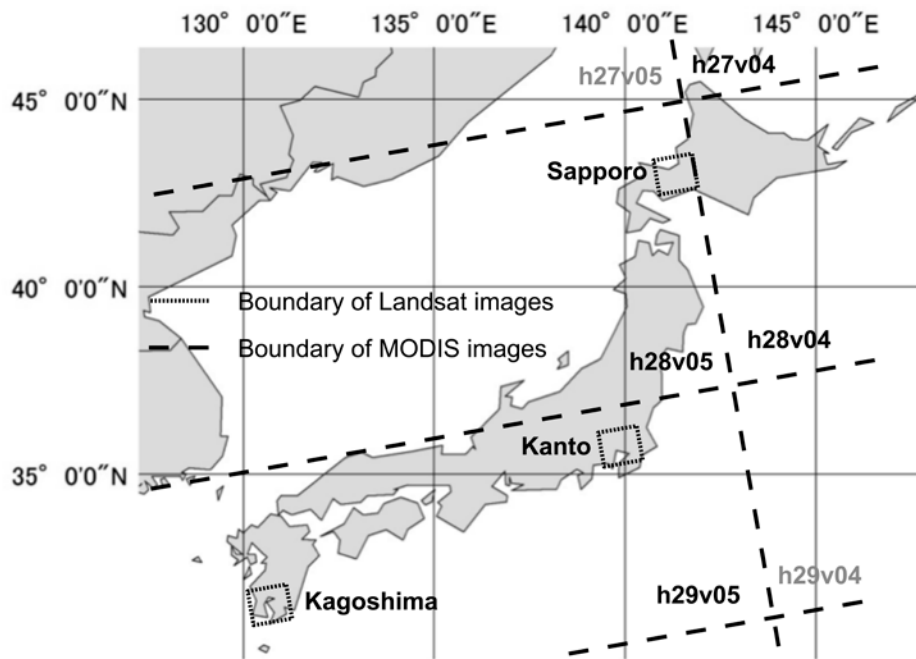 130° 0'0″E 135° 0'0″E 140° 0'0″E 145° 0'0″E
h27v05 h27v04
45° 0'0″N
Sapporo
40° 0'0″N
Boundary of Landsat images
Boundary of MODIS images
h28v05 h28v04
Kanto
35° 0'0″N
h29v05 h29v04
Kagoshima